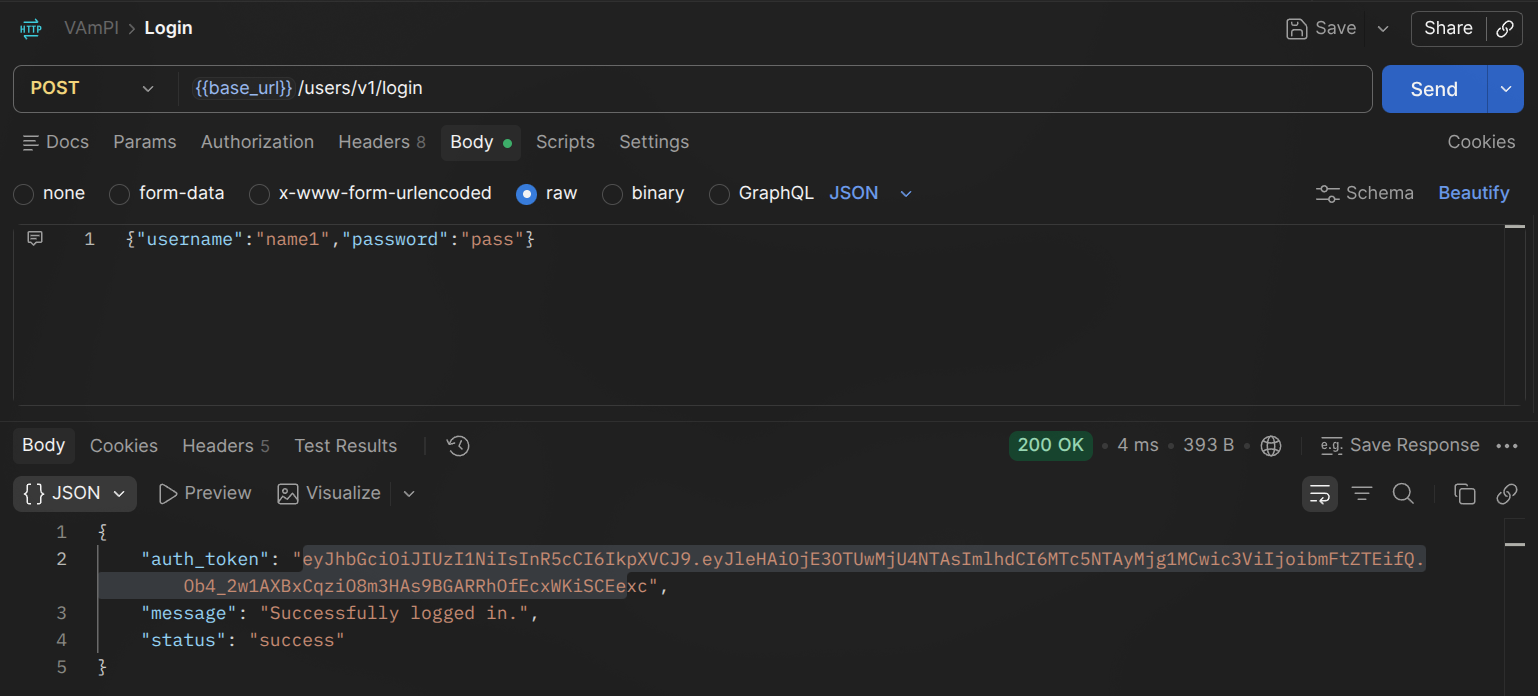 HTTP VAmPI > Login Save Share
POST {{base_url}} /users/v1/login Send
Docs Params Authorization Headers 8 Body Scripts Settings Cookies
none form-data x-www-form-urlencoded raw binary GraphQL JSON Schema Beautify
1 {"username":"name1","password":"pass"}
Body Cookies Headers 5 Test Results 200 OK 4 ms 393 B e.g. Save Response
{} JSON Preview Visualize
1 {
2 "auth_token": "eyJhbGciOiJIUzI1NiIsInR5cCI6IkpXVCJ9.eyJleHAiOjE3OTUwMjU4NTAsImlhdCI6MTc5NTAyMjg1MCwic3ViIjoibmFtZTEifQ.
Ob4_2w1AXBxCqziO8m3HAs9BGARRhOfEcxWKiSCEexc",
3 "message": "Successfully logged in.",
4 "status": "success"
5 }